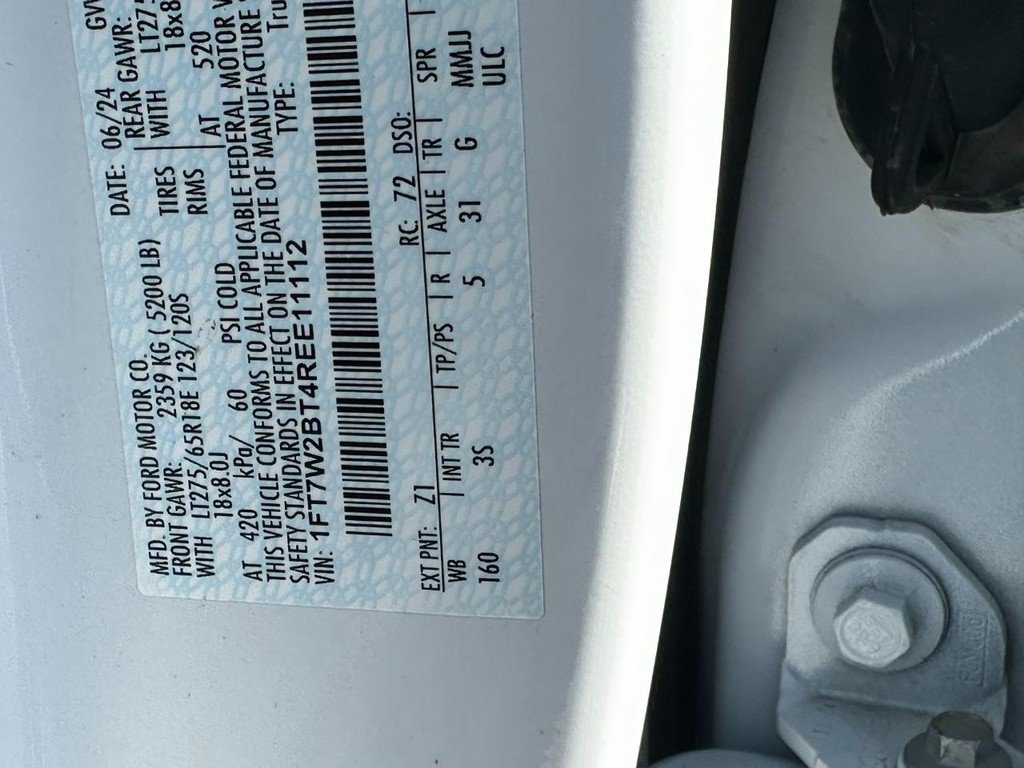 MFD. BY FORD MOTOR CO.
DATE: 06/24
FRONT GAWR: 2359 KG ( 5200 LB)
REAR GAWR:
WITH LT275/65R18E 123/120S TIRES WITH
18x8.0J RIMS 18x8
AT 420 kPa/ 60 PSI COLD AT 520
THIS VEHICLE CONFORMS TO ALL APPLICABLE FEDERAL MOTOR
SAFETY STANDARDS IN EFFECT ON THE DATE OF MANUFACTURE
VIN: 1FT7W2BT4REE11112 TYPE:
EXT PNT: Z1 RC: 72 DSO:
WB | INT TR | TP/PS | R | AXLE | TR | SPR |
160 3S 5 31 G MMJJ
ULC